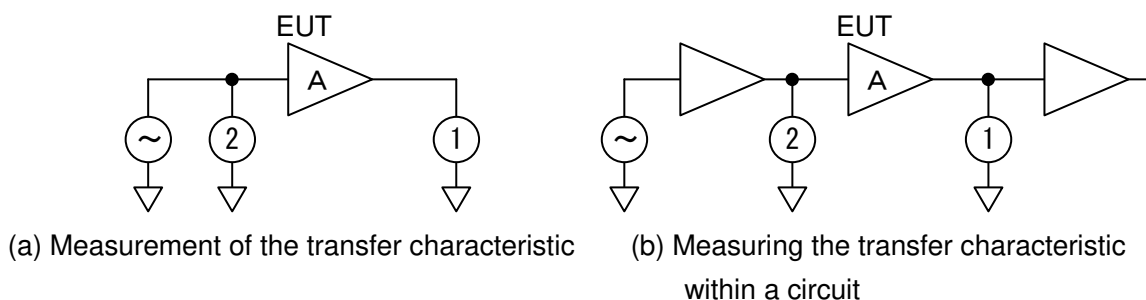 EUT
A
~
2
1
EUT
A
~
2
1
(a) Measurement of the transfer characteristic
(b) Measuring the transfer characteristic
within a circuit